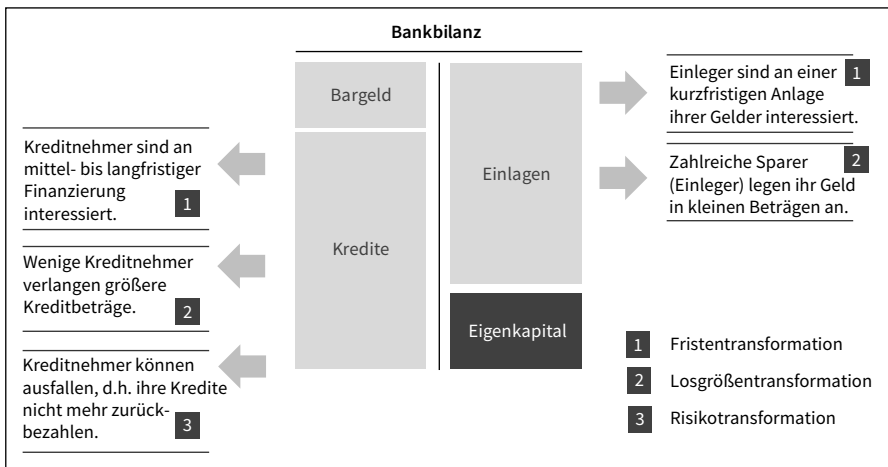 Bankbilanz
Bargeld
Kredite
Einlagen
Eigenkapital
Kreditnehmer sind an
mittel- bis langfristiger
Finanzierung
interessiert.
1
Wenige Kreditnehmer
verlangen größere
Kreditbeträge.
2
Kreditnehmer können
ausfallen, d.h. ihre Kredite
nicht mehr zurück-
bezahlen.
3
Einleger sind an einer
1
kurzfristigen Anlage
ihrer Gelder interessiert.
Zahlreiche Sparer
2
(Einleger) legen ihr Geld
in kleinen Beträgen an.
1 Fristentransformation
2 Losgrößentransformation
3 Risikotransformation